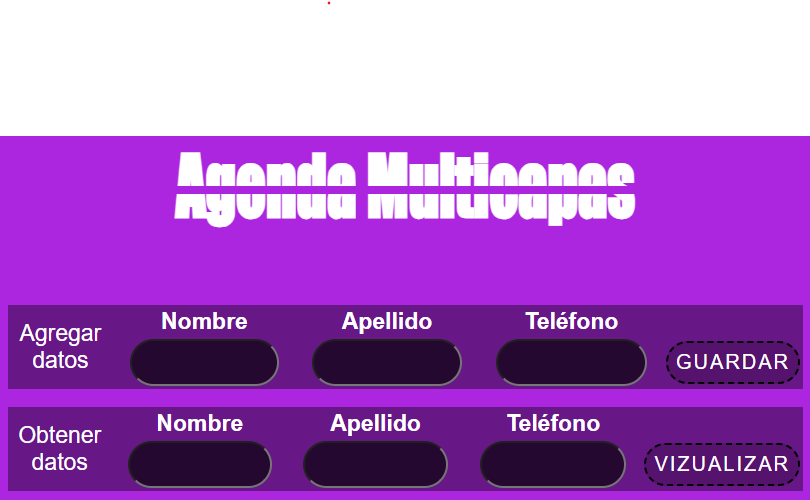 Agenda Multicapas
Agregar datos
Nombre Apellido Teléfono
GUARDAR
Obtener datos
Nombre Apellido Teléfono
VIZUALIZAR